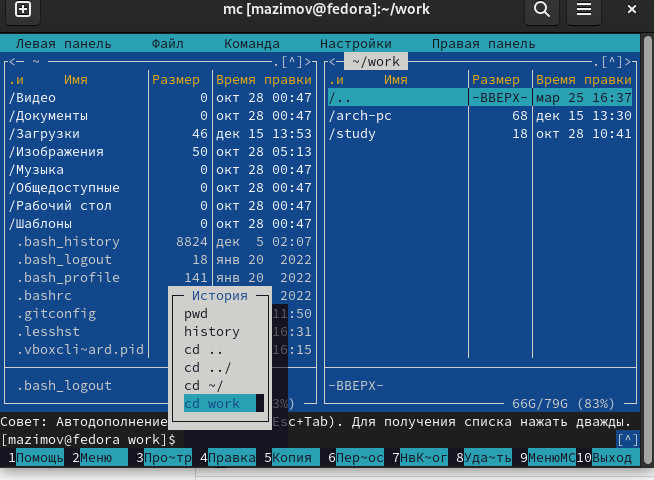 mc [mazimov@fedora]:~/work
Левая панель Файл Команда Настройки Правая панель
<─ ~ .[^]> <─ ~/work .[^]>
.и Имя Размер Время правки .и Имя Размер Время правки
/Видео 0 окт 28 00:47 /.. -ВВЕРХ- мар 25 16:37
/Документы 0 окт 28 00:47 /arch-pc 68 дек 15 13:30
/Загрузки 46 дек 15 13:53 /study 18 окт 28 10:41
/Изображения 50 окт 28 05:13
/Музыка 0 окт 28 00:47
/Общедоступные 0 окт 28 00:47
/Рабочий стол 0 окт 28 00:47
/Шаблоны 0 окт 28 00:47
.bash_history 8824 дек 5 02:07
.bash_logout 18 янв 20 2022
.bash_profile 141 янв 20 2022
.bashrc 2022
.gitconfig 11:50
.lesshst 16:31
.vboxcli~ard.pid 16:15
История
pwd
history
cd ..
cd ../
cd ~/
cd work
.bash_logout -ВВЕРХ-
3%) 66G/79G (83%)
Совет: Автодополнение Esc+Tab). Для получения списка нажать дважды.
[mazimov@fedora work]$ [^]
1Помощь 2Меню 3Про~тр 4Правка 5Копия 6Пер~ос 7НвК~ог 8Уда~ть 9МенюМС 10Выход